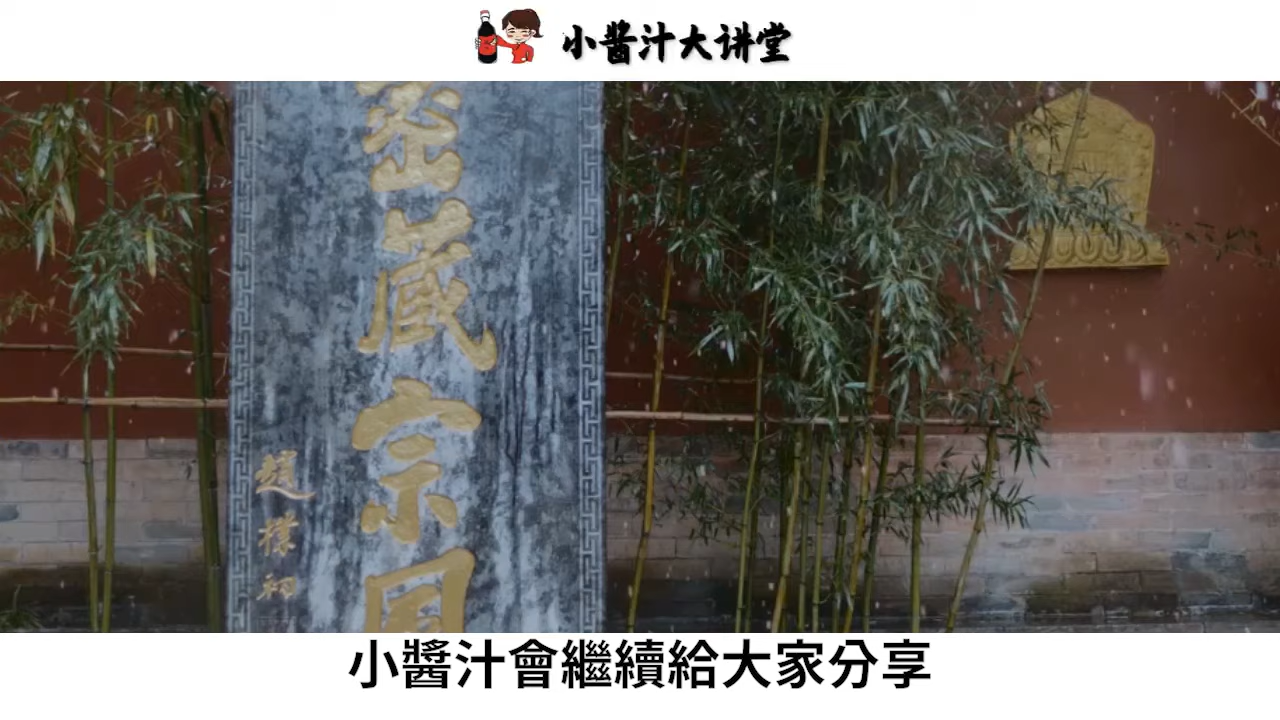 小醬汁大讲堂
密藏宗
趙樸初
小醬汁會繼續給大家分享